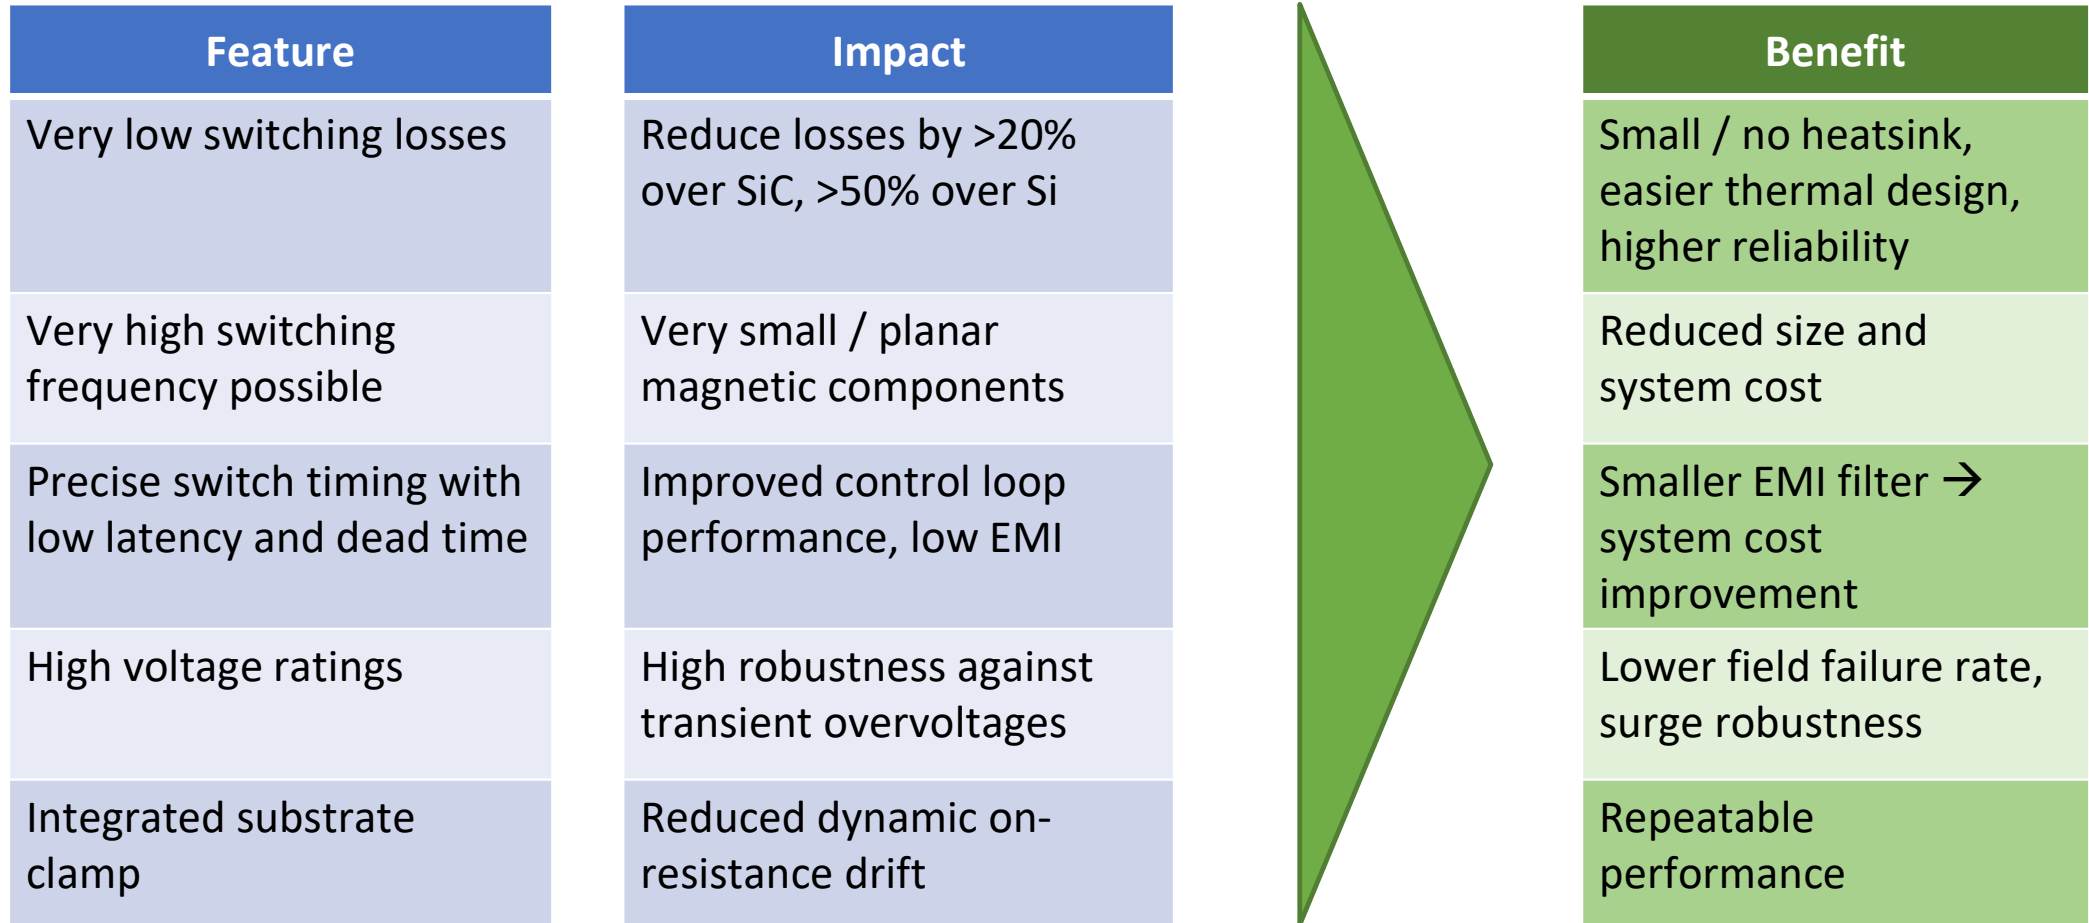 Feature
Impact
Benefit
Very low switching losses
Reduce losses by >20%
over SiC, >50% over Si
Small / no heatsink,
easier thermal design,
higher reliability
Very high switching
frequency possible
Very small / planar
magnetic components
Reduced size and
system cost
Precise switch timing with
low latency and dead time
Improved control loop
performance, low EMI
Smaller EMI filter →
system cost
improvement
High voltage ratings
High robustness against
transient overvoltages
Lower field failure rate,
surge robustness
Integrated substrate
clamp
Reduced dynamic on-
resistance drift
Repeatable
performance